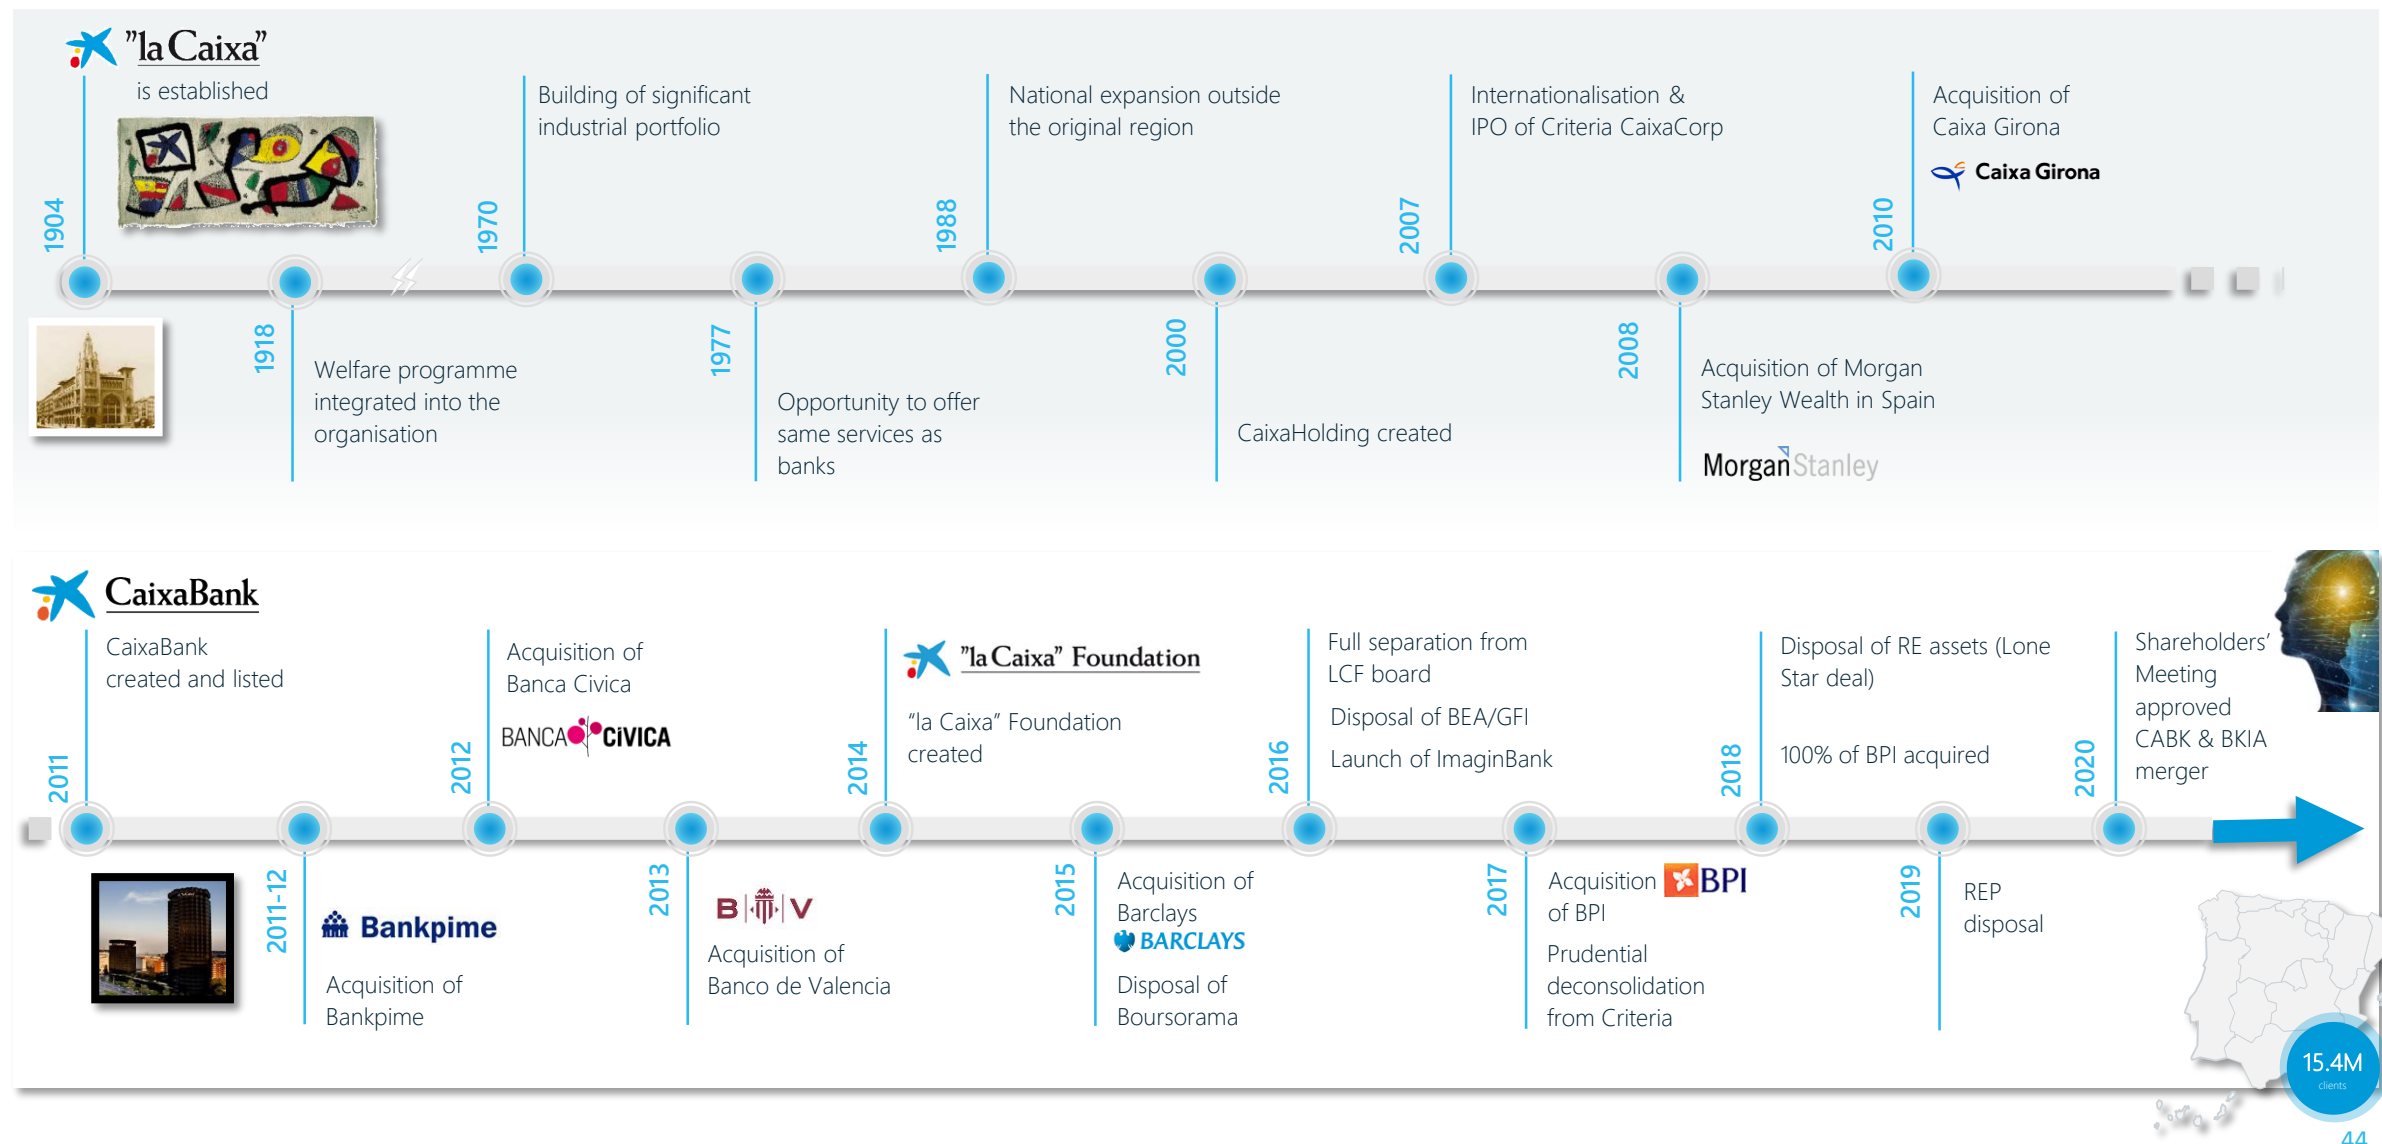 "la Caixa"
is established
1904
1918
Welfare programme
integrated into the
organisation
1970
Building of significant
industrial portfolio
1977
Opportunity to offer
same services as
banks
1988
National expansion outside
the original region
2000
CaixaHolding created
2007
Internationalisation &
IPO of Criteria CaixaCorp
2008
Acquisition of Morgan
Stanley Wealth in Spain
Morgan Stanley
2010
Acquisition of
Caixa Girona
Caixa Girona
CaixaBank
2011
CaixaBank
created and listed
2011-12
Bankpime
Acquisition of
Bankpime
2012
Acquisition of
Banca Civica
BANCA CíVICA
2013
B V
Acquisition of
Banco de Valencia
2014
"la Caixa" Foundation
“la Caixa” Foundation
created
2015
Acquisition of
Barclays
BARCLAYS
Disposal of
Boursorama
2016
Full separation from
LCF board
Disposal of BEA/GFI
Launch of ImaginBank
2017
Acquisition
of BPI
BPI
Prudential
deconsolidation
from Criteria
2018
Disposal of RE assets (Lone
Star deal)
100% of BPI acquired
2019
REP
disposal
2020
Shareholders’
Meeting
approved
CABK & BKIA
merger
15.4M
clients
44